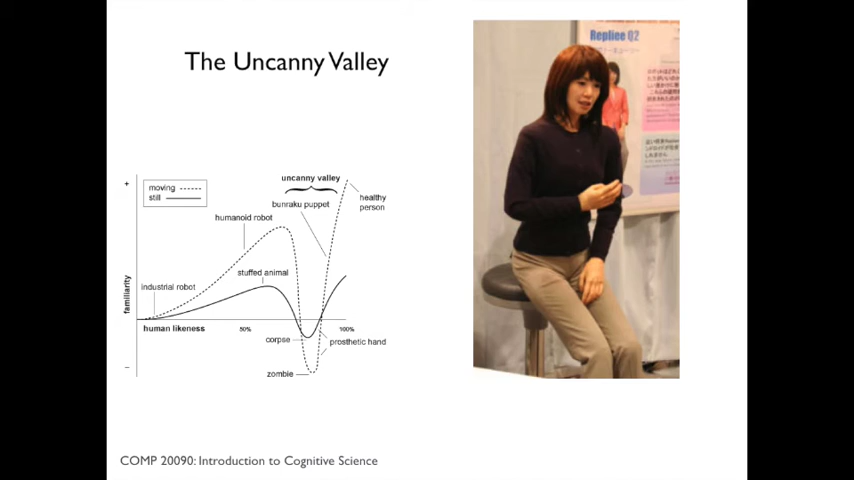 The Uncanny Valley
Repliee Q2
+
moving
still
uncanny valley
bunraku puppet
healthy
person
humanoid robot
stuffed animal
industrial robot
familiarity
human likeness
50%
100%
corpse
prosthetic hand
–
zombie
COMP 20090: Introduction to Cognitive Science